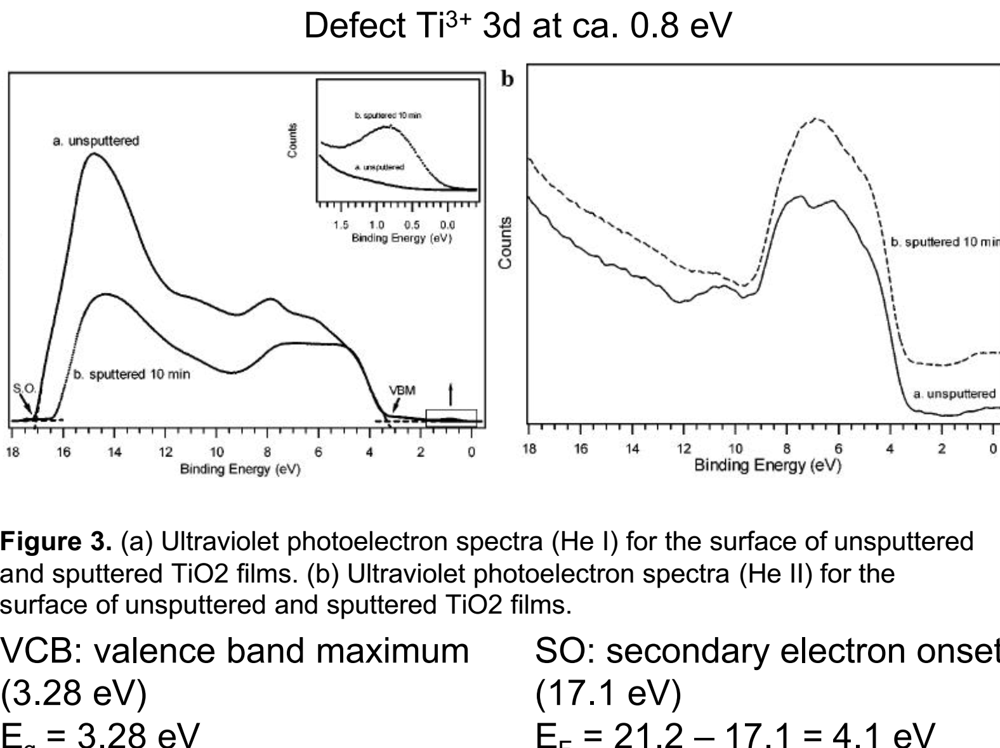 Defect Ti³⁺ 3d at ca. 0.8 eV
a. unsputtered
b. sputtered 10 min
S.O.
VBM
18 16 14 12 10 8 6 4 2 0
Binding Energy (eV)
Counts
b. sputtered 10 min
a. unsputtered
1.5 1.0 0.5 0.0
Binding Energy (eV)
b
Counts
b. sputtered 10 min
a. unsputtered
18 16 14 12 10 8 6 4 2 0
Binding Energy (eV)
Figure 3. (a) Ultraviolet photoelectron spectra (He I) for the surface of unsputtered
and sputtered TiO2 films. (b) Ultraviolet photoelectron spectra (He II) for the
surface of unsputtered and sputtered TiO2 films.
VCB: valence band maximum
(3.28 eV)
E_g = 3.28 eV
SO: secondary electron onset
(17.1 eV)
E_F = 21.2 – 17.1 = 4.1 eV